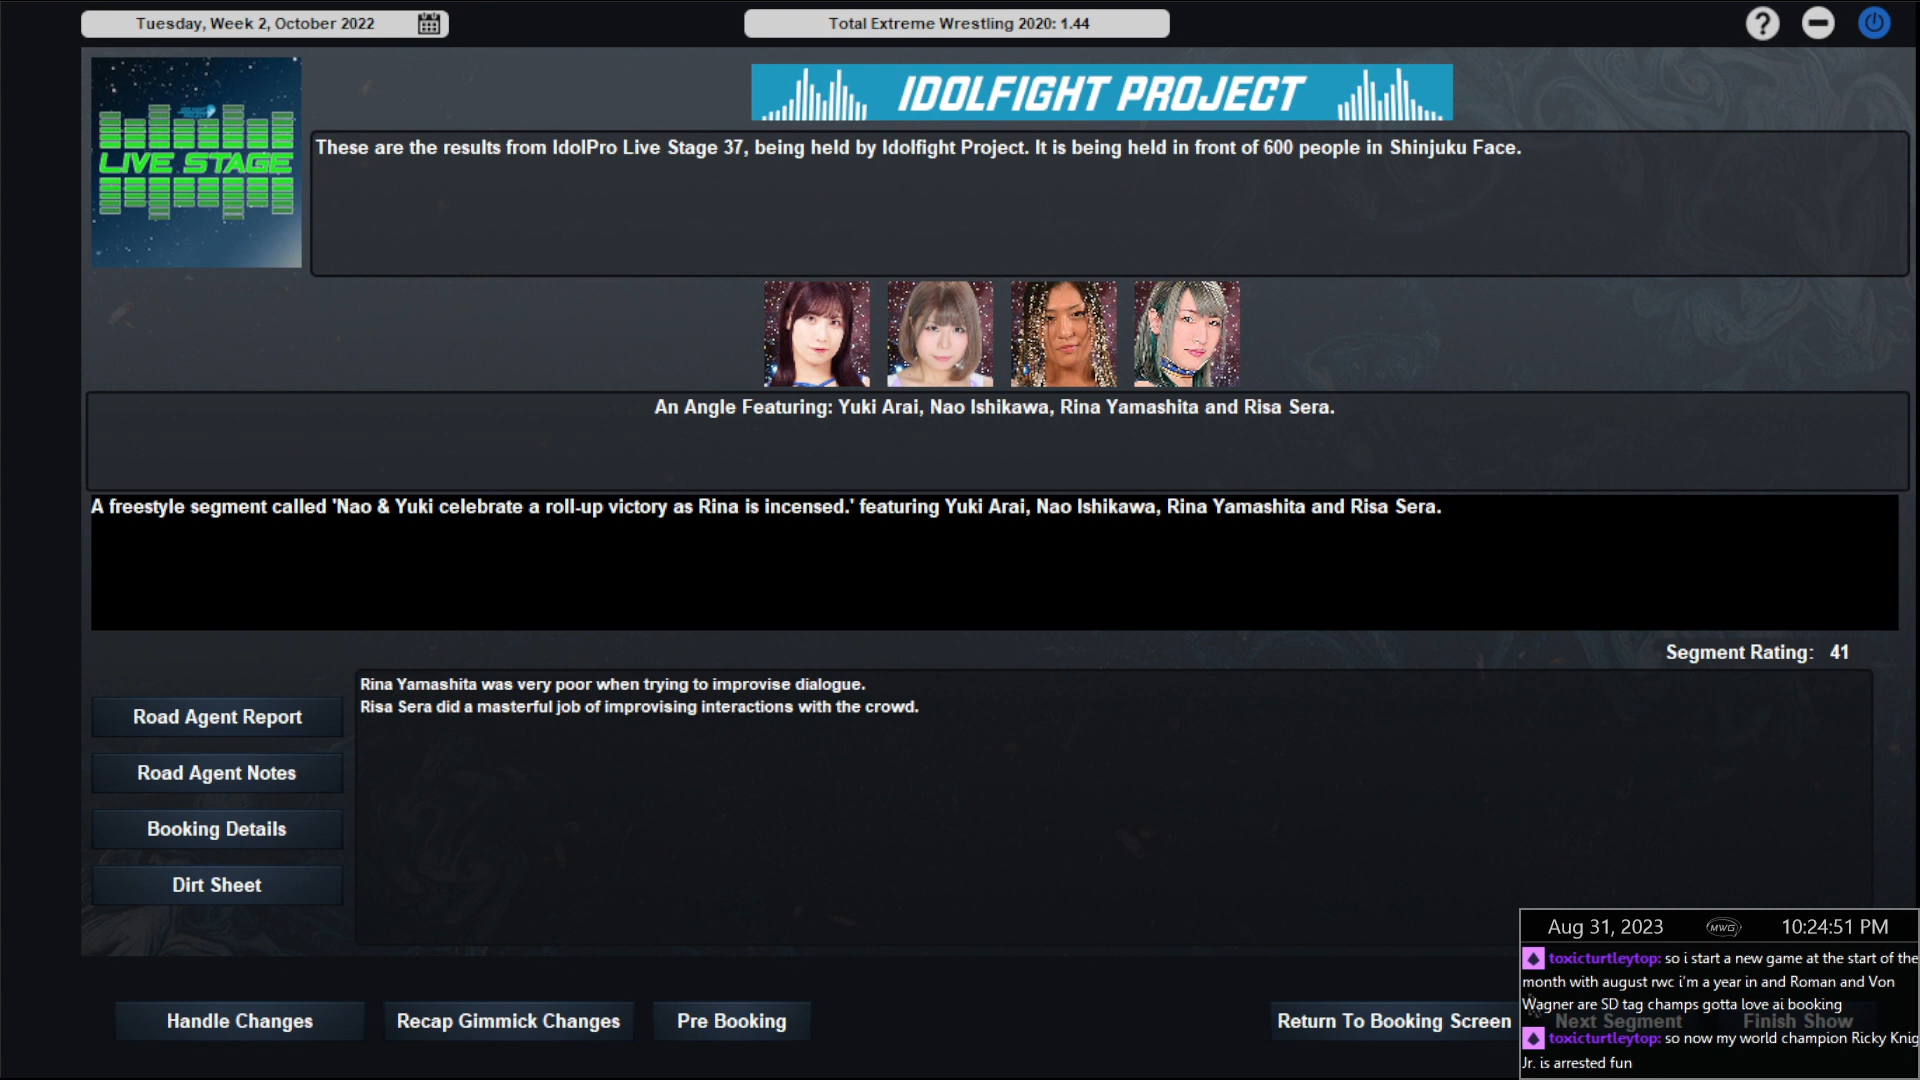 Tuesday, Week 2, October 2022
Total Extreme Wrestling 2020: 1.44
?
LIVE STAGE
IDOLFIGHT PROJECT
These are the results from IdolPro Live Stage 37, being held by Idolfight Project. It is being held in front of 600 people in Shinjuku Face.
An Angle Featuring: Yuki Arai, Nao Ishikawa, Rina Yamashita and Risa Sera.
A freestyle segment called 'Nao & Yuki celebrate a roll-up victory as Rina is incensed.' featuring Yuki Arai, Nao Ishikawa, Rina Yamashita and Risa Sera.
Segment Rating: 41
Rina Yamashita was very poor when trying to improvise dialogue.
Risa Sera did a masterful job of improvising interactions with the crowd.
Road Agent Report
Road Agent Notes
Booking Details
Dirt Sheet
Handle Changes
Recap Gimmick Changes
Pre Booking
Return To Booking Screen
Next Segment
Finish Show
Aug 31, 2023
MWG
10:24:51 PM
toxicturtleytop: so i start a new game at the start of the
month with august rwc i'm a year in and Roman and Von
Wagner are SD tag champs gotta love ai booking
toxicturtleytop: so now my world champion Ricky Knig
Jr. is arrested fun